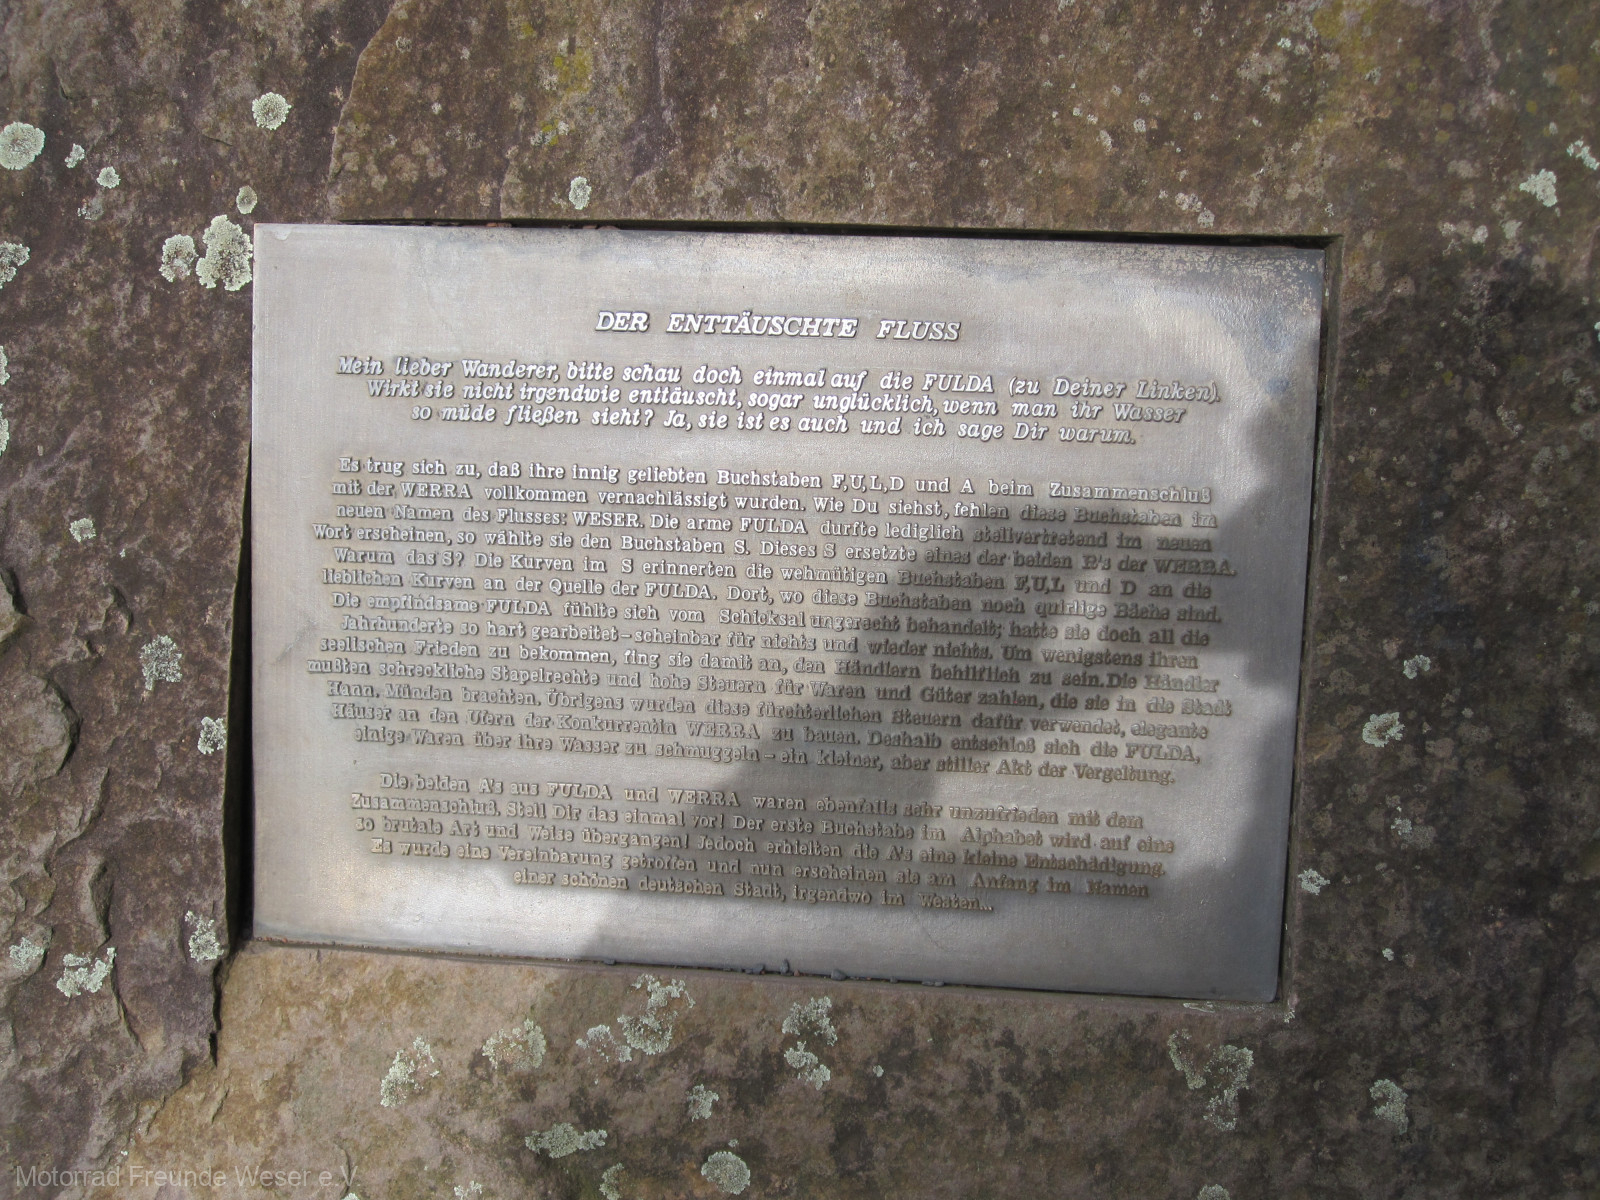 DER ENTTÄUSCHTE FLUSS
Mein lieber Wanderer, bitte schau doch einmal auf die FULDA (zu Deiner Linken).
Wirkt sie nicht irgendwie enttäuscht, sogar unglücklich, wenn man ihr Wasser
so müde fließen sieht? Ja, sie ist es auch und ich sage Dir warum.
Es trug sich zu, daß ihre innig geliebten Buchstaben F,U,L,D und A beim Zusammenschluß
mit der WERRA vollkommen vernachlässigt wurden. Wie Du siehst, fehlen diese Buchstaben im
neuen Namen des Flusses: WESER. Die arme FULDA durfte lediglich stellvertretend im neuen
Wort erscheinen, so wählte sie den Buchstaben S. Dieses S ersetzte eines der beiden R's der WERRA.
Warum das S? Die Kurven im S erinnerten die wehmütigen Buchstaben F,U,L und D an die
lieblichen Kurven an der Quelle der FULDA. Dort, wo diese Buchstaben noch quirlige Bäche sind.
Die empfindsame FULDA fühlte sich vom Schicksal ungerecht behandelt; hatte sie doch all die
Jahrhunderte so hart gearbeitet - scheinbar für nichts und wieder nichts. Um wenigstens ihren
seelischen Frieden zu bekommen, fing sie damit an, den Händlern behilflich zu sein. Die Händler
mußten schreckliche Stapelrechte und hohe Steuern für Waren und Güter zahlen, die sie in die Stadt
Hann. Münden brachten. Übrigens wurden diese fürchterlichen Steuern dafür verwendet, elegante
Häuser an den Ufern der Konkurrentin WERRA zu bauen. Deshalb entschloß sich die FULDA,
einige Waren über ihre Wasser zu schmuggeln - ein kleiner, aber stiller Akt der Vergeltung.
Die beiden A's aus FULDA und WERRA waren ebenfalls sehr unzufrieden mit dem
Zusammenschluß. Stell Dir das einmal vor! Der erste Buchstabe im Alphabet wird auf eine
so brutale Art und Weise übergangen! Jedoch erhielten die A's eine kleine Entschädigung.
Es wurde eine Vereinbarung getroffen und nun erscheinen sie am Anfang im Namen
einer schönen deutschen Stadt, irgendwo im Westen...
Motorrad Freunde Weser e.V.